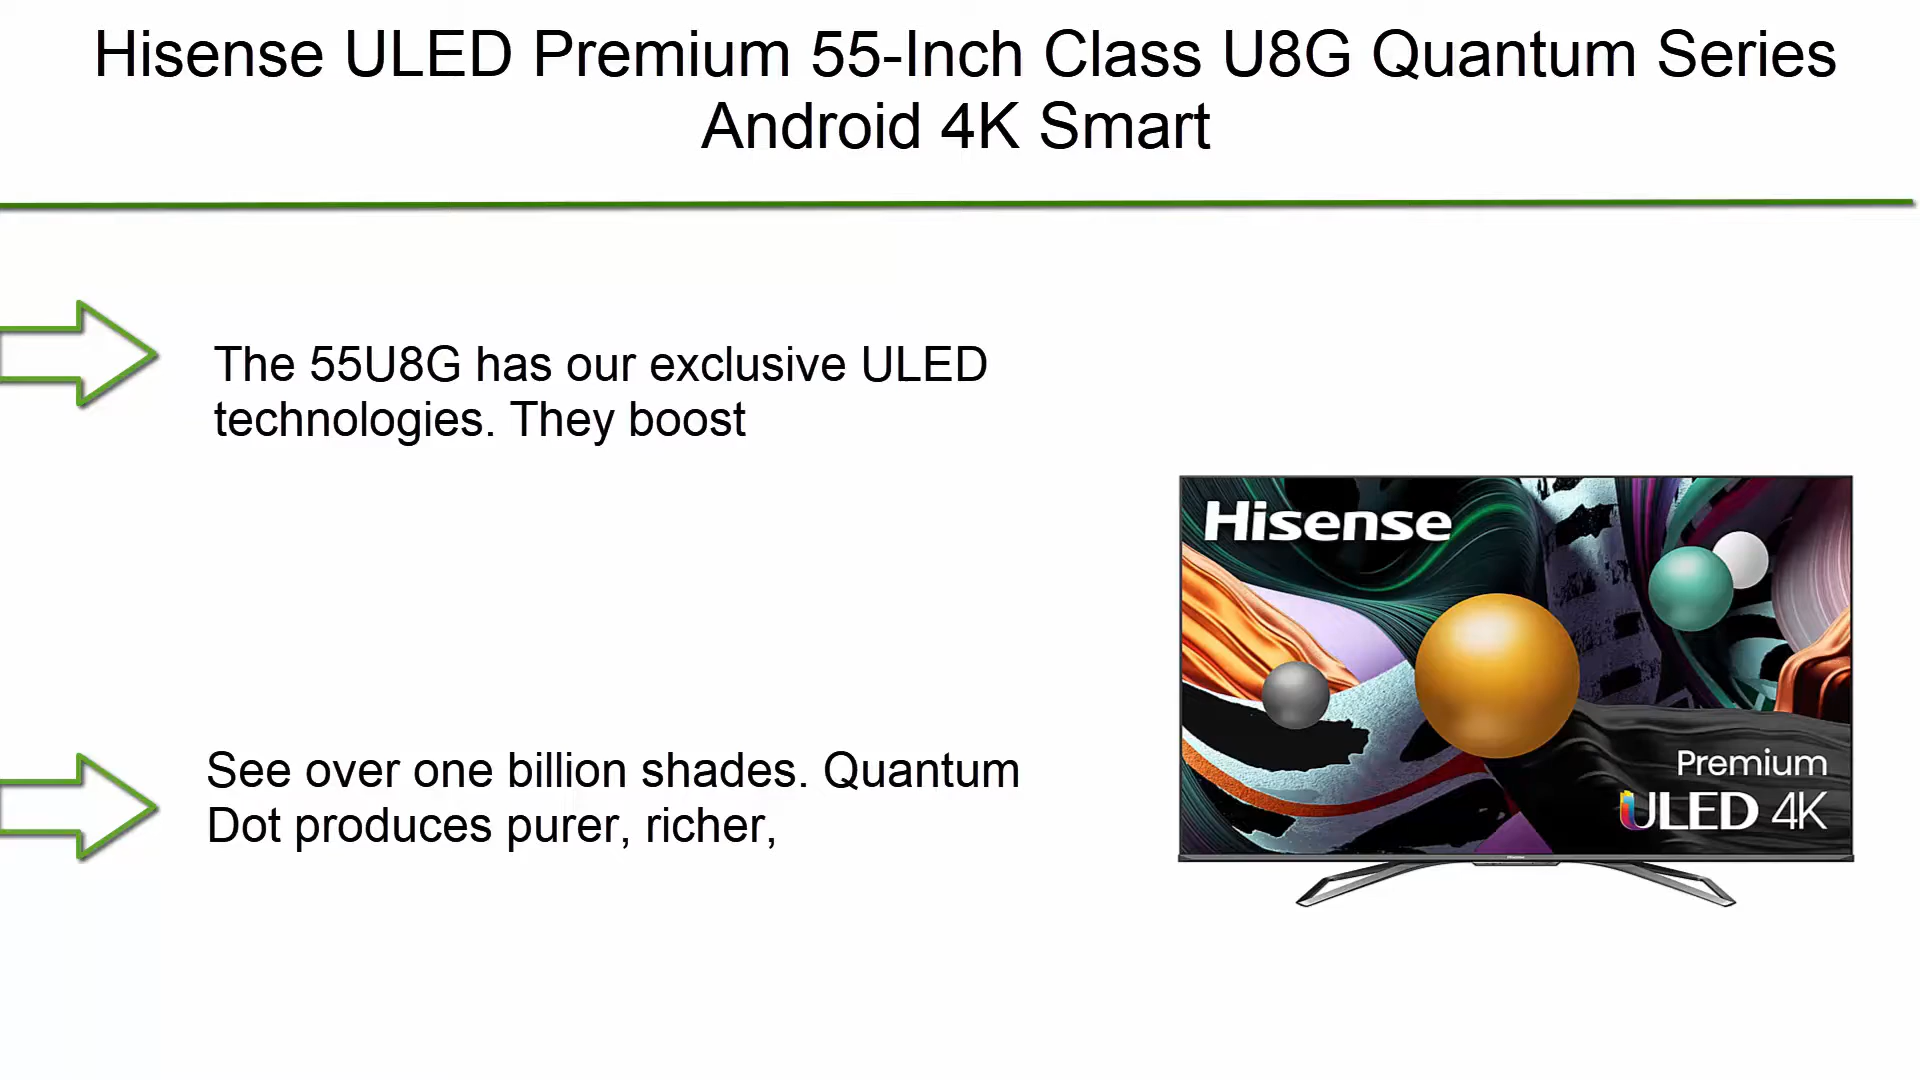 Hisense ULED Premium 55-Inch Class U8G Quantum Series
Android 4K Smart
The 55U8G has our exclusive ULED
technologies. They boost
Hisense
See over one billion shades. Quantum
Dot produces purer, richer,
Premium
ULED 4K